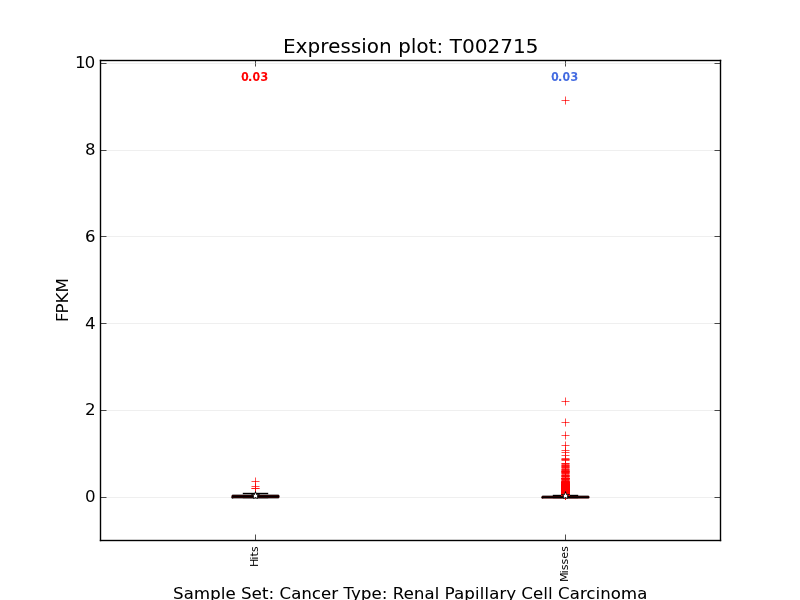 Expression plot: T002715
10
0.03
0.03
8
6
FPKM
4
2
0
Hits
Misses
Sample Set: Cancer Type: Renal Papillary Cell Carcinoma